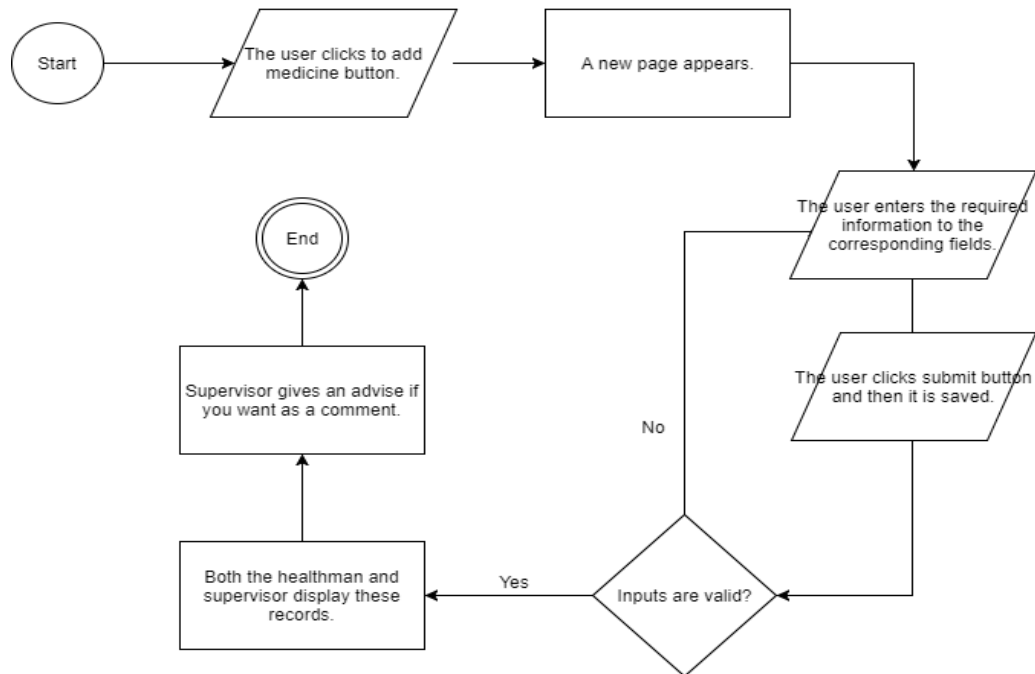 Start
The user clicks to add
medicine button.
A new page appears.
The user enters the required
information to the
corresponding fields.
The user clicks submit button
and then it is saved.
Inputs are valid?
No
Yes
Both the healthman and
supervisor display these
records.
Supervisor gives an advise if
you want as a comment.
End